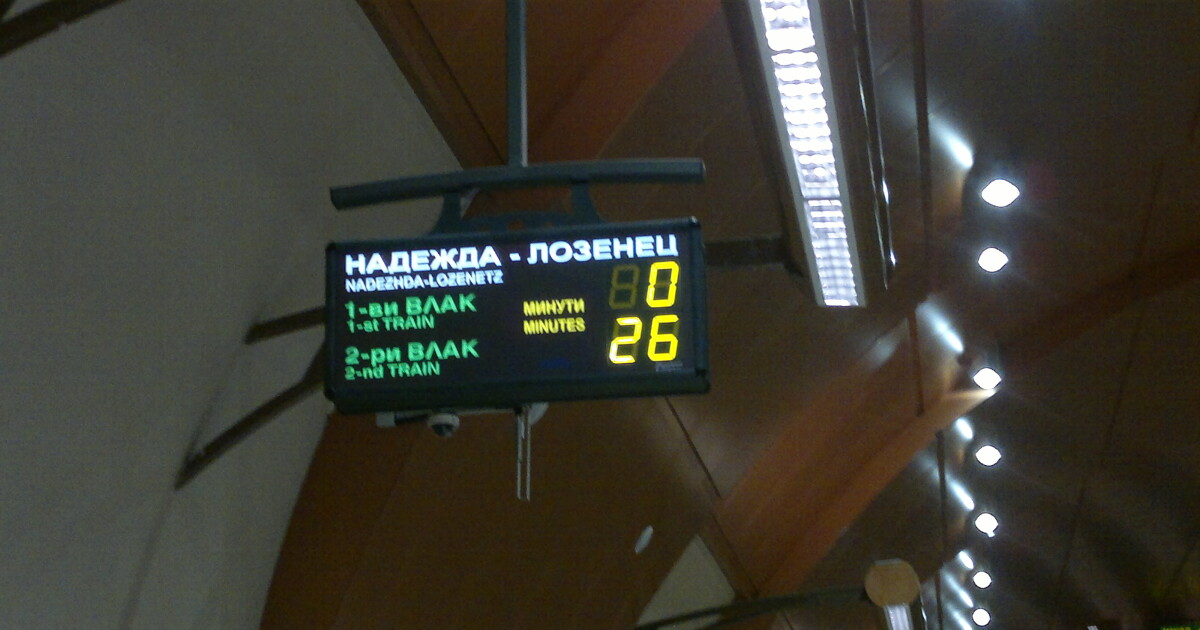 НАДЕЖДА - ЛОЗЕНЕЦ
NADEZHDA-LOZENETZ
1-ви ВЛАК
1-st TRAIN
МИНУТИ
MINUTES
0
2-ри ВЛАК
2-nd TRAIN
26